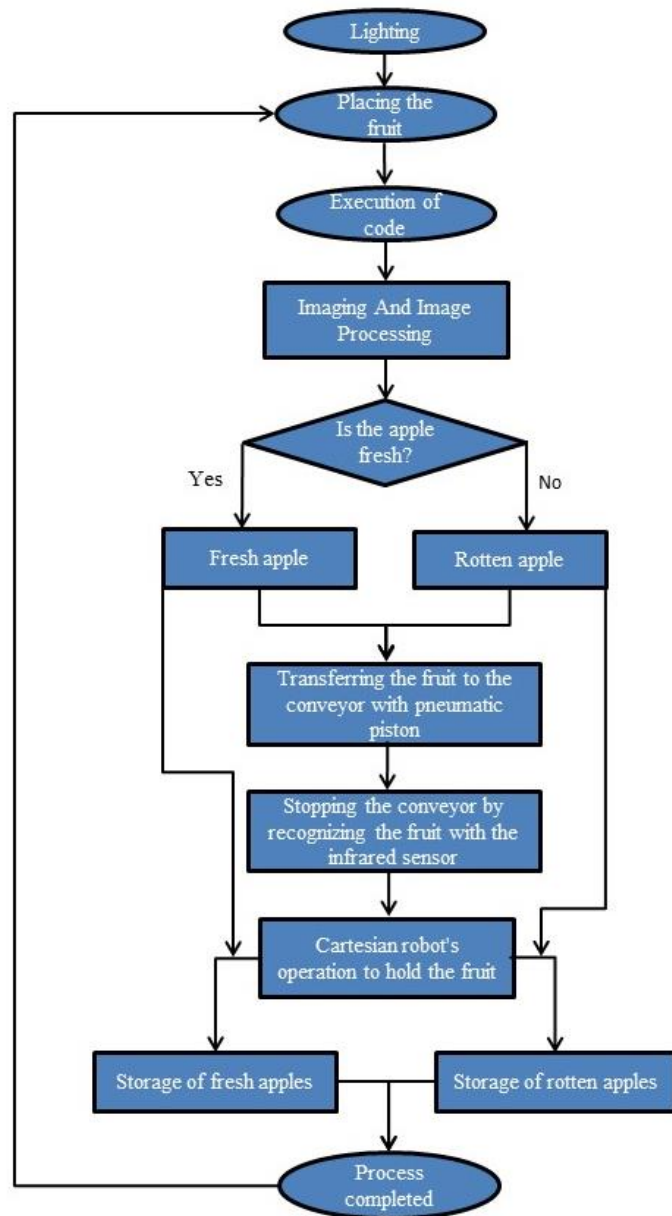 Lighting
Placing the
fruit
Execution of
code
Imaging And Image
Processing
Is the apple
fresh?
Yes
No
Fresh apple
Rotten apple
Transferring the fruit to the
conveyor with pneumatic
piston
Stopping the conveyor by
recognizing the fruit with the
infrared sensor
Cartesian robot's
operation to hold the fruit
Storage of fresh apples
Storage of rotten apples
Process
completed